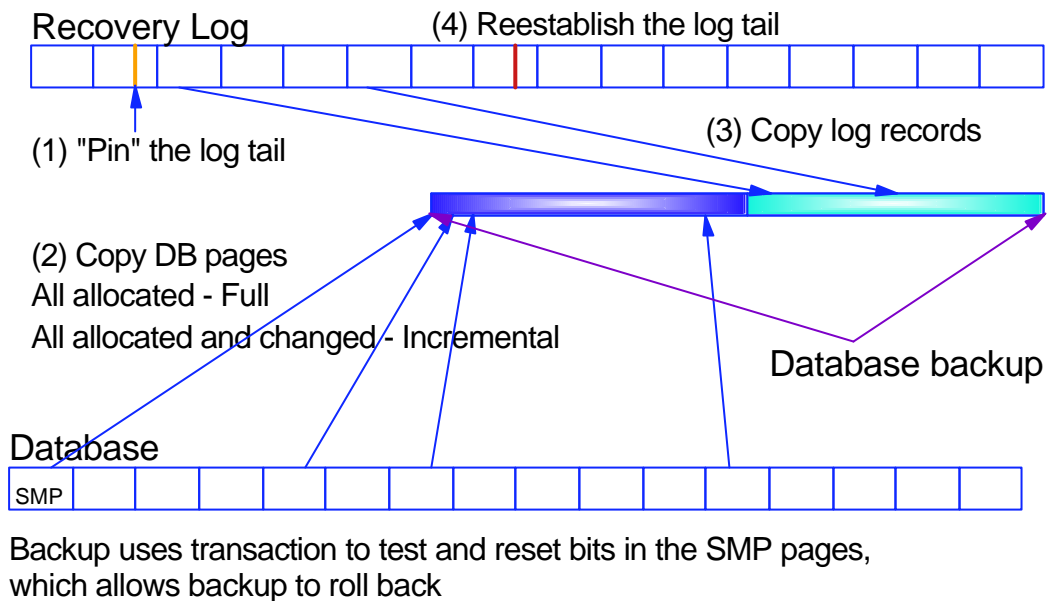 Recovery Log
(4) Reestablish the log tail
(1) "Pin" the log tail
(3) Copy log records
(2) Copy DB pages
All allocated - Full
All allocated and changed - Incremental
Database backup
Database
SMP
Backup uses transaction to test and reset bits in the SMP pages,
which allows backup to roll back